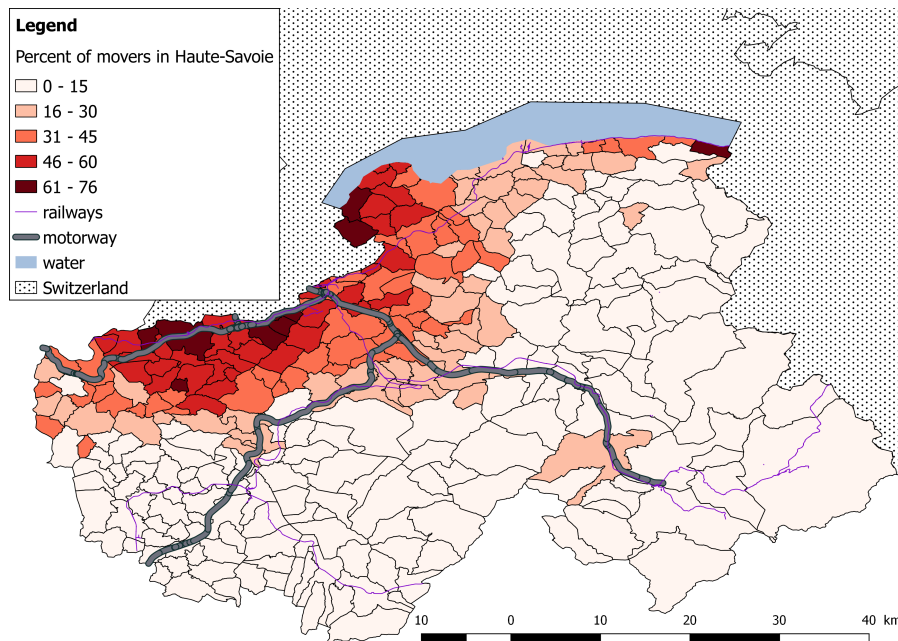 Legend
Percent of movers in Haute-Savoie
0 - 15
16 - 30
31 - 45
46 - 60
61 - 76
railways
motorway
water
Switzerland
10 0 10 20 30 40 km